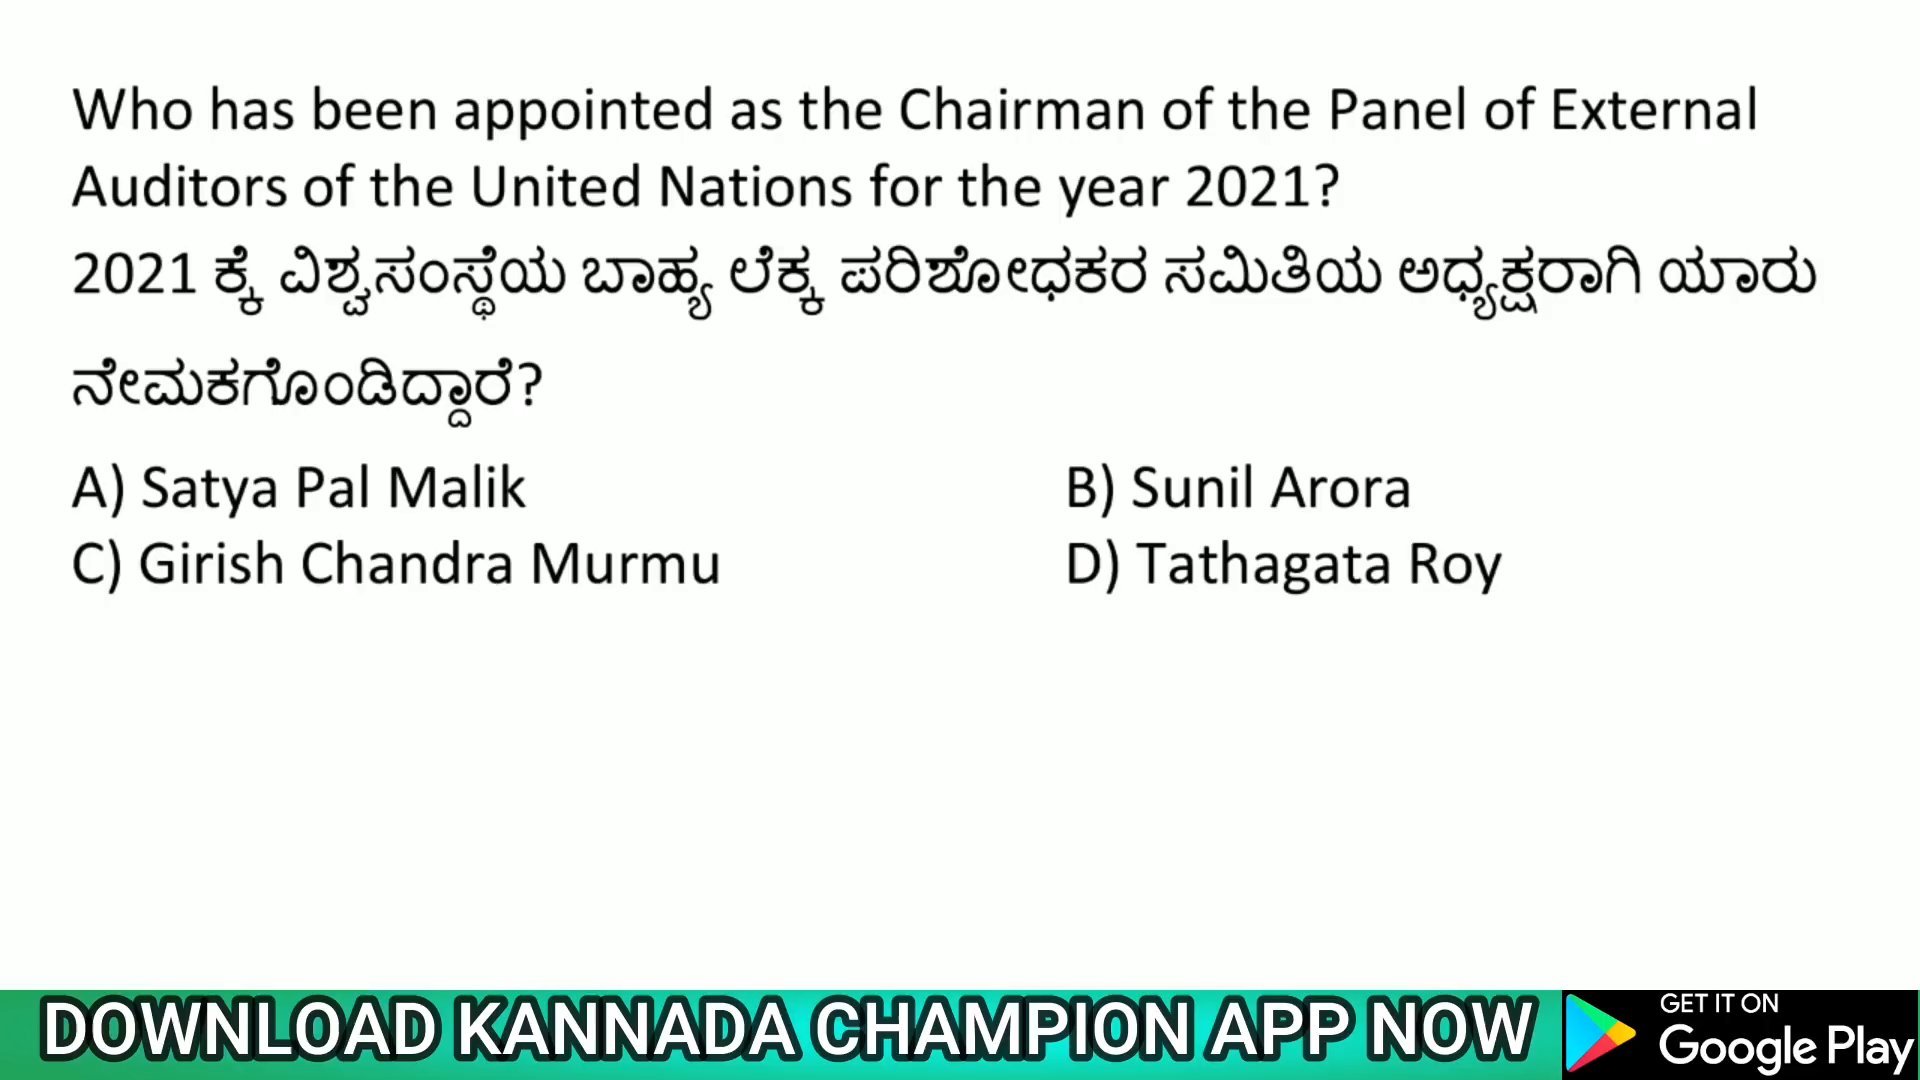 Who has been appointed as the Chairman of the Panel of External
Auditors of the United Nations for the year 2021?
2021 ಕ್ಕೆ ವಿಶ್ವಸಂಸ್ಥೆಯ ಬಾಹ್ಯ ಲೆಕ್ಕ ಪರಿಶೋಧಕರ ಸಮಿತಿಯ ಅಧ್ಯಕ್ಷರಾಗಿ ಯಾರು
ನೇಮಕಗೊಂಡಿದ್ದಾರೆ?
A) Satya Pal Malik B) Sunil Arora
C) Girish Chandra Murmu D) Tathagata Roy
DOWNLOAD KANNADA CHAMPION APP NOW
GET IT ON
Google Play